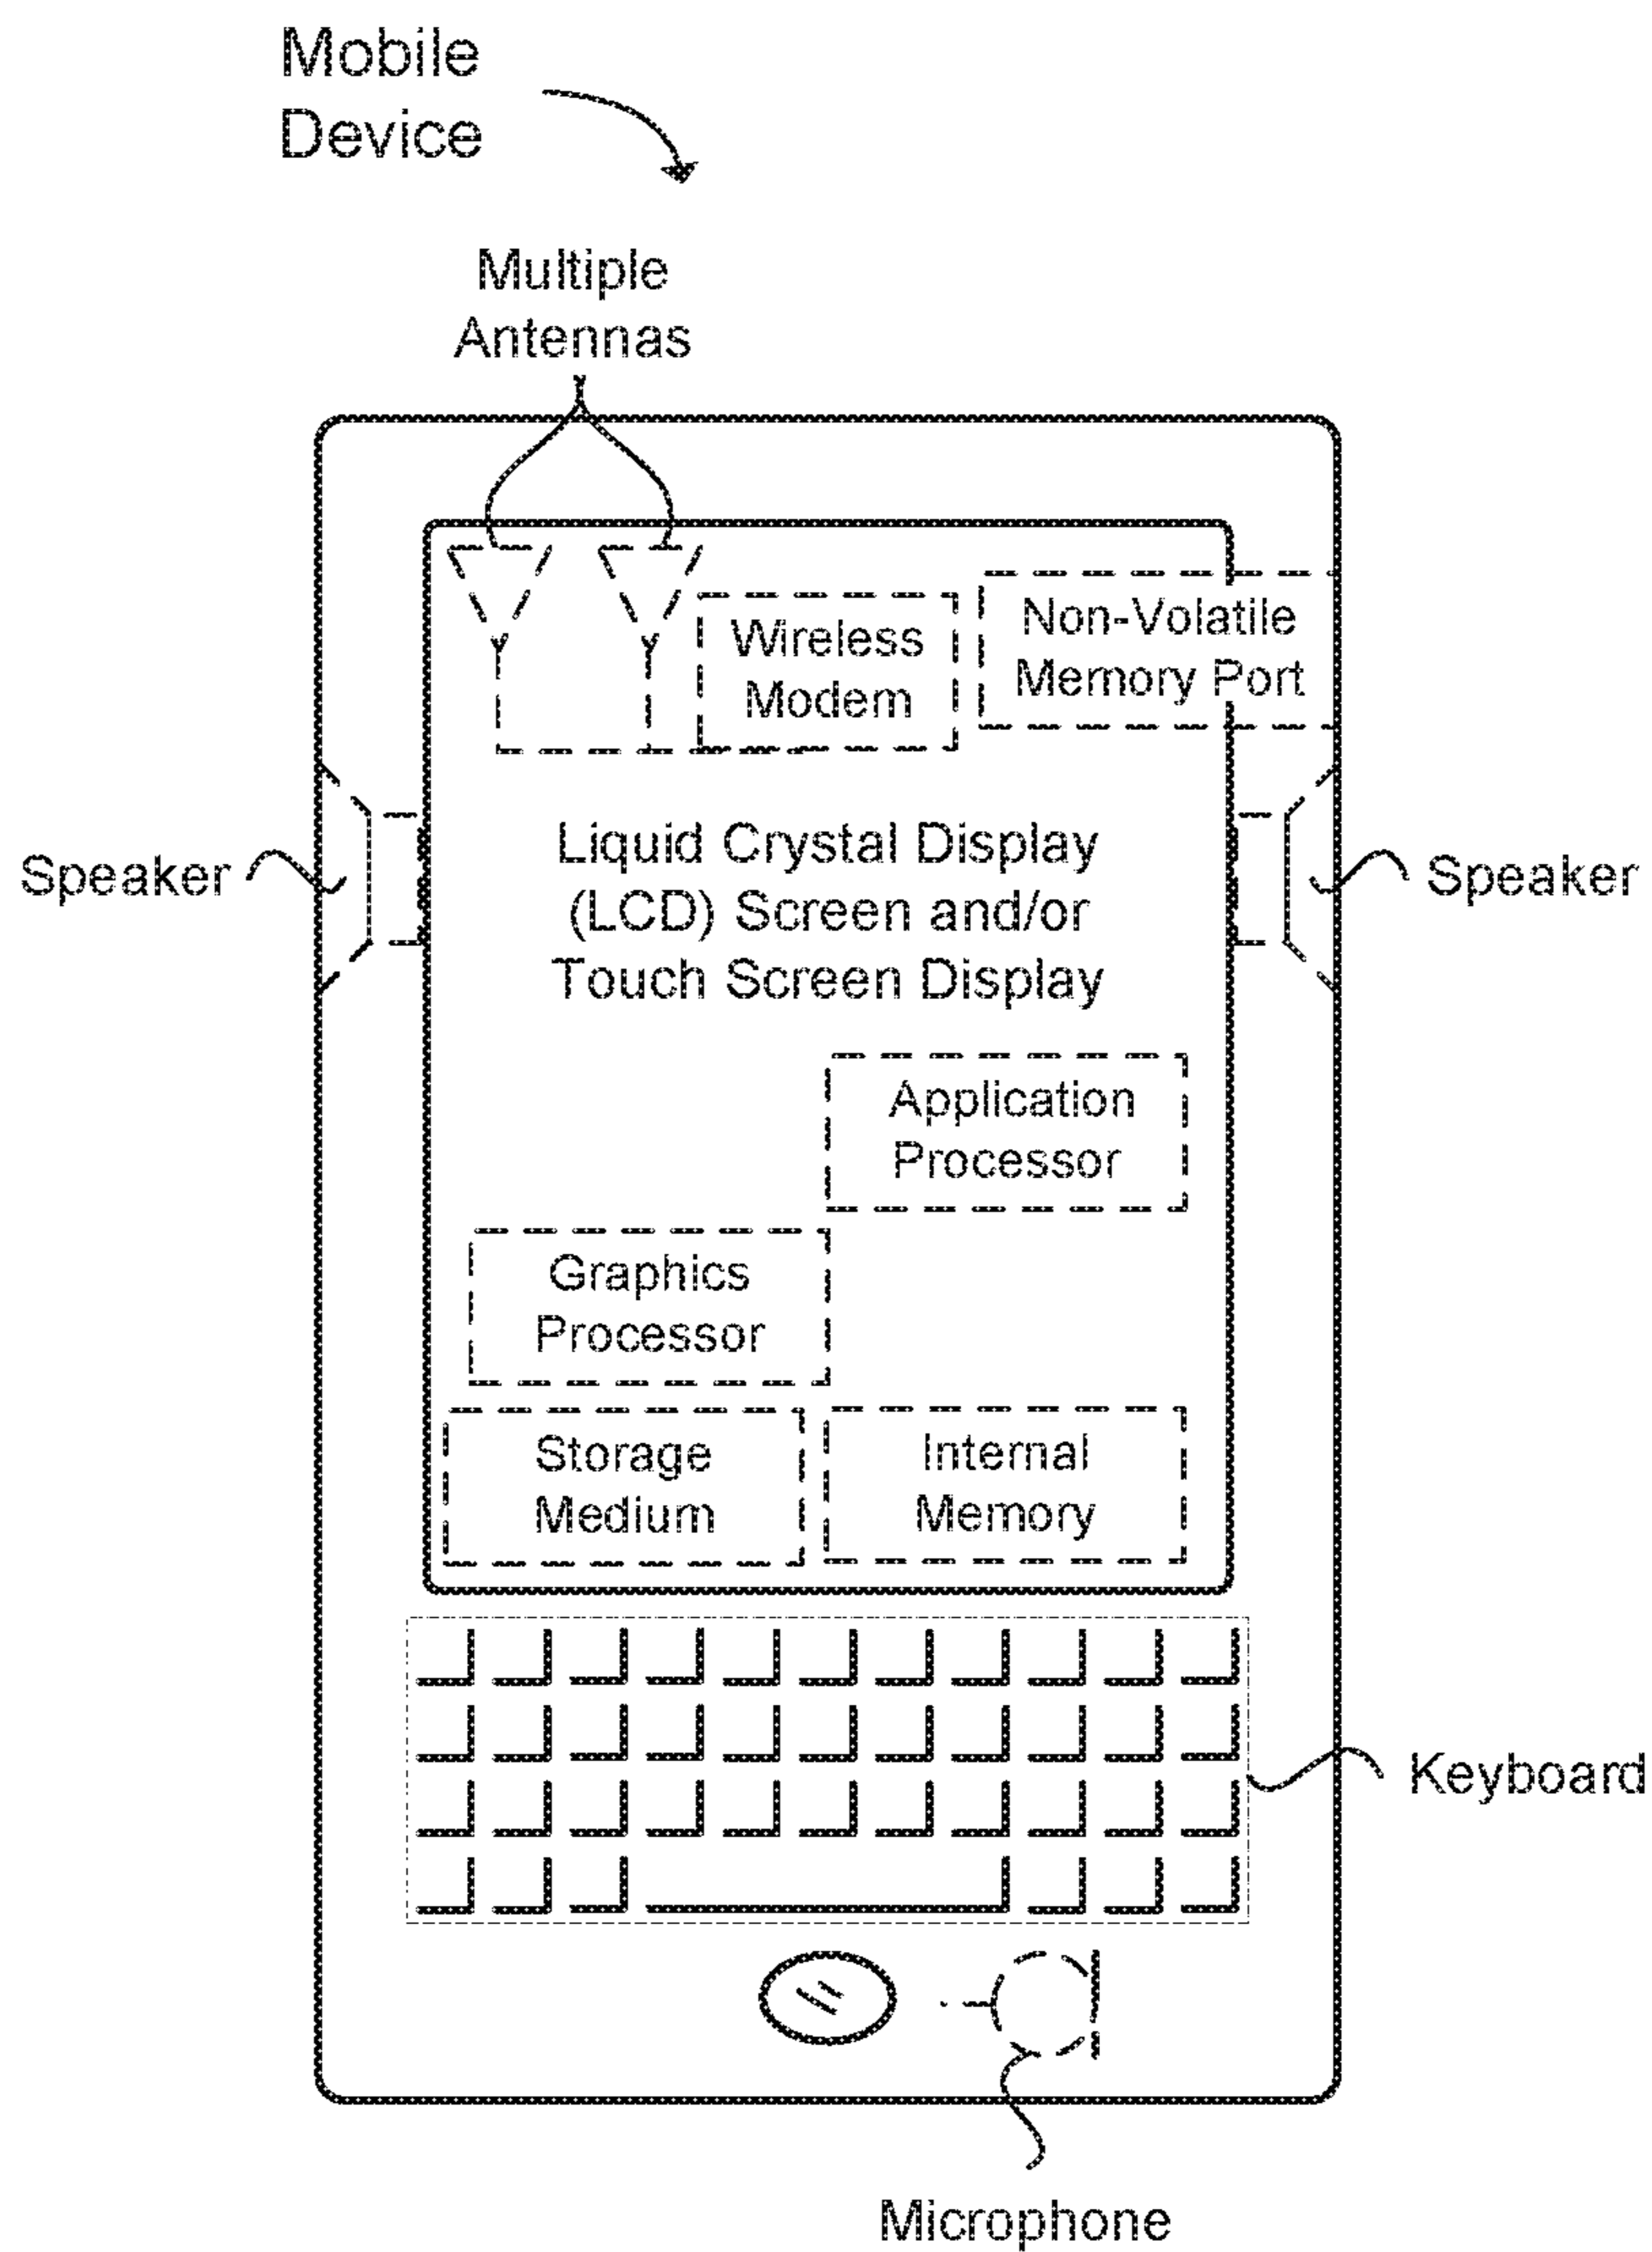 Mobile
Device
Multiple
Antennas
Wireless
Modem
Non-Volatile
Memory Port
Speaker
Liquid Crystal Display
(LCD) Screen and/or
Touch Screen Display
Speaker
Application
Processor
Graphics
Processor
Storage
Medium
Internal
Memory
Keyboard
Microphone